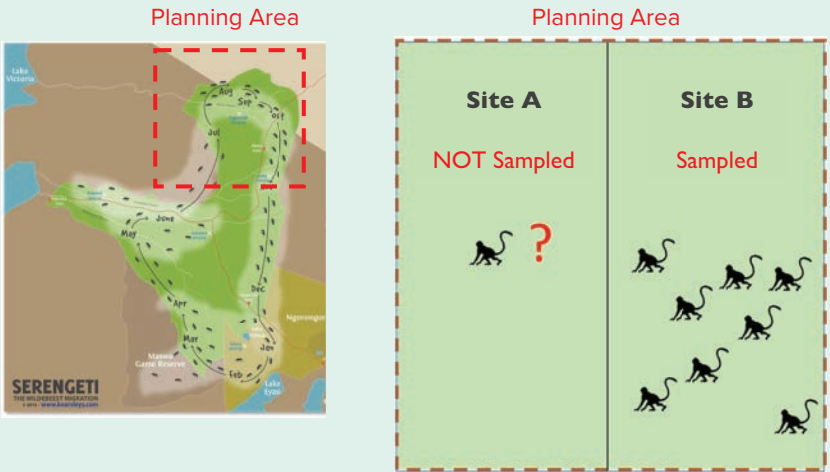 Planning Area
Lake
Victoria
Aug
Sep
Oct
Jul
June
May
Dec
Apr
Mar
Jan
Feb
Maswa
Game Reserve
Lake
Eyasi
SERENGETI
THE WILDEBEEST MIGRATION
Planning Area
Site A
Site B
NOT Sampled
Sampled
?